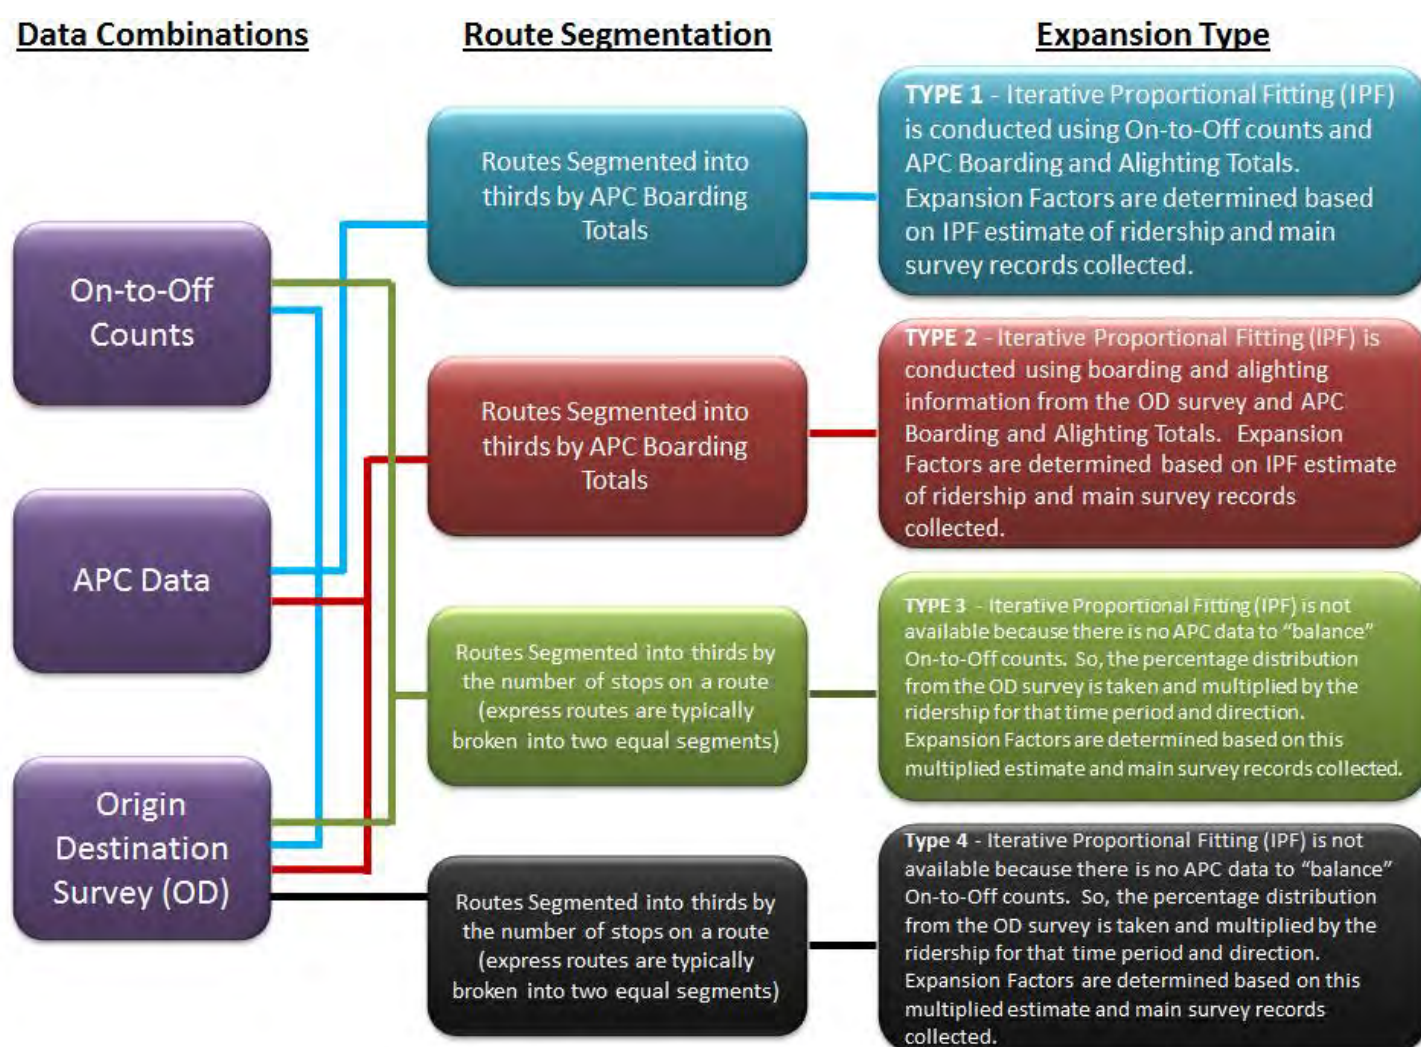 Data Combinations
Route Segmentation
Expansion Type
On-to-Off
Counts
APC Data
Origin
Destination
Survey (OD)
Routes Segmented into
thirds by APC Boarding
Totals
Routes Segmented into
thirds by APC Boarding
Totals
Routes Segmented into thirds by
the number of stops on a route
(express routes are typically
broken into two equal segments)
Routes Segmented into thirds by
the number of stops on a route
(express routes are typically
broken into two equal segments)
TYPE 1 - Iterative Proportional Fitting (IPF)
is conducted using On-to-Off counts and
APC Boarding and Alighting Totals.
Expansion Factors are determined based
on IPF estimate of ridership and main
survey records collected.
TYPE 2 - Iterative Proportional Fitting (IPF) is
conducted using boarding and alighting
information from the OD survey and APC
Boarding and Alighting Totals. Expansion
Factors are determined based on IPF estimate
of ridership and main survey records
collected.
TYPE 3 - Iterative Proportional Fitting (IPF) is not
available because there is no APC data to “balance”
On-to-Off counts. So, the percentage distribution
from the OD survey is taken and multiplied by the
ridership for that time period and direction.
Expansion Factors are determined based on this
multiplied estimate and main survey records collected.
Type 4 - Iterative Proportional Fitting (IPF) is not
available because there is no APC data to “balance”
On-to-Off counts. So, the percentage distribution
from the OD survey is taken and multiplied by the
ridership for that time period and direction.
Expansion Factors are determined based on this
multiplied estimate and main survey records
collected.